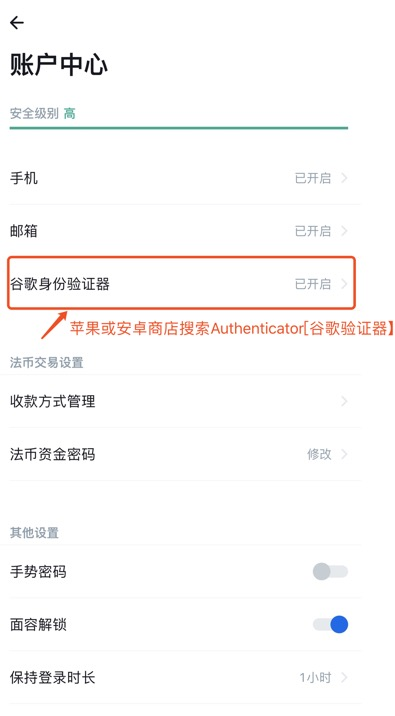 账户中心
安全级别 高
手机 已开启
邮箱 已开启
谷歌身份验证器 已开启
苹果或安卓商店搜索Authenticator[谷歌验证器】
法币交易设置
收款方式管理
法币资金密码 修改
其他设置
手势密码
面容解锁
保持登录时长 1小时